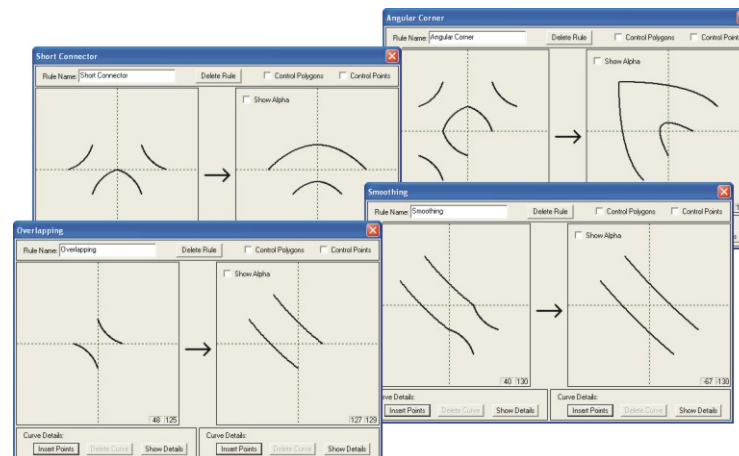 Angular Corner
Rule Name: Angular Corner
Control Polygons
Control Points
Show Alpha
Short Connector
Rule Name: Short Connector
Delete Rule
Control Polygons
Control Points
Show Alpha
Smoothing
Rule Name: Smoothing
Delete Rule
Control Polygons
Control Points
Show Alpha
40 130
-67 -130
Curve Details:
Curve Details:
Insert Points
Delete Curve
Show Details
Insert Points
Delete Curve
Show Details
Overlapping
Rule Name: Overlapping
Delete Rule
Control Polygons
Control Points
Show Alpha
127 129
Curve Details:
Curve Details:
Insert Points
Delete Curve
Show Details
Insert Points
Delete Curve
Show Details